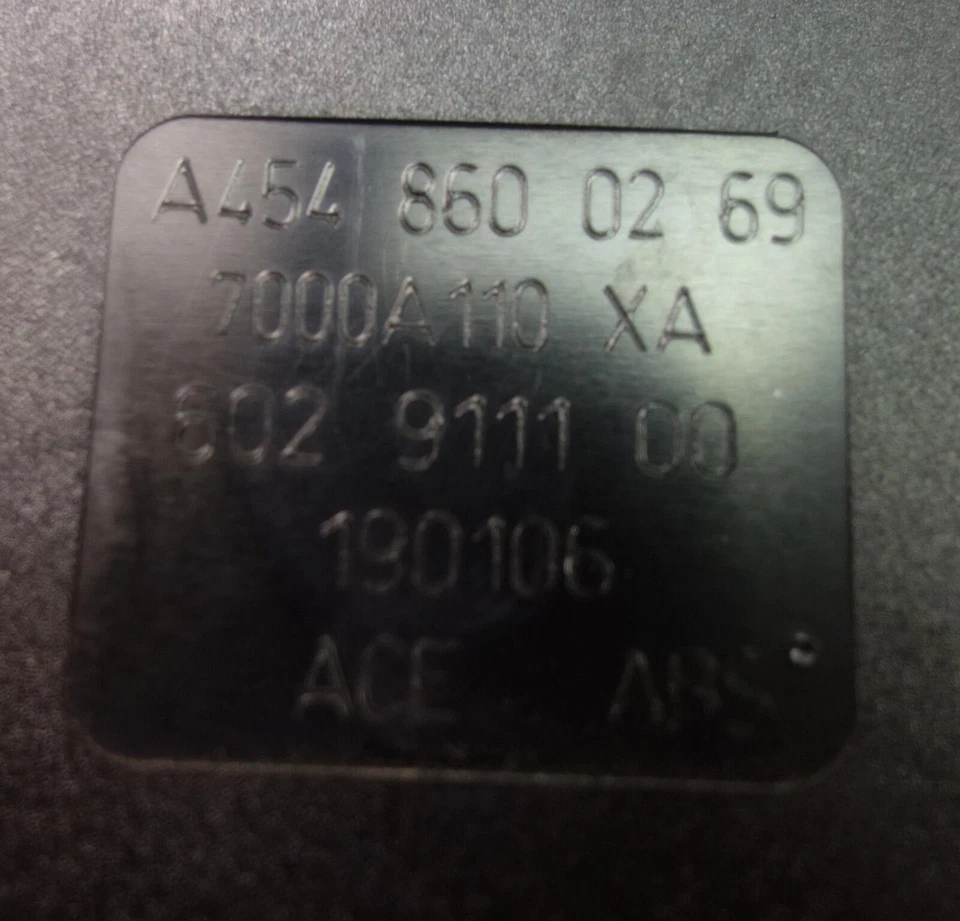 A454 860 02 69
7000A110 XA
602 9111 00
190106
ACE ABS